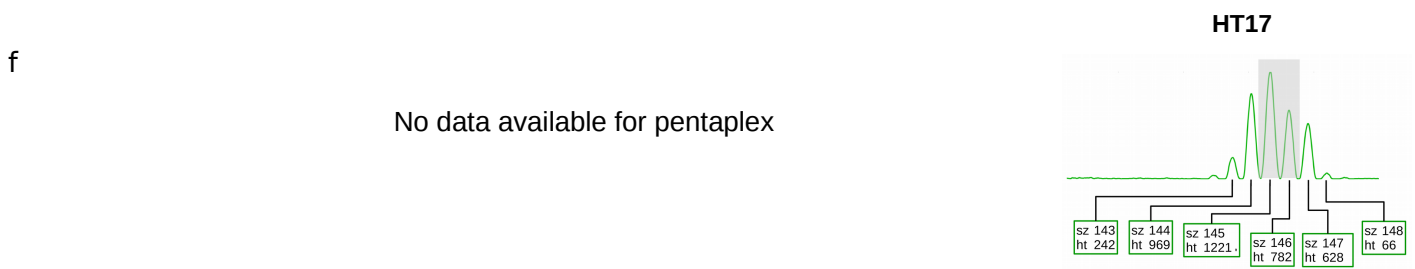 HT17
f
No data available for pentaplex
sz 143
ht 242
sz 144
ht 969
sz 145
ht 1221
sz 146
ht 782
sz 147
ht 628
sz 148
ht 66